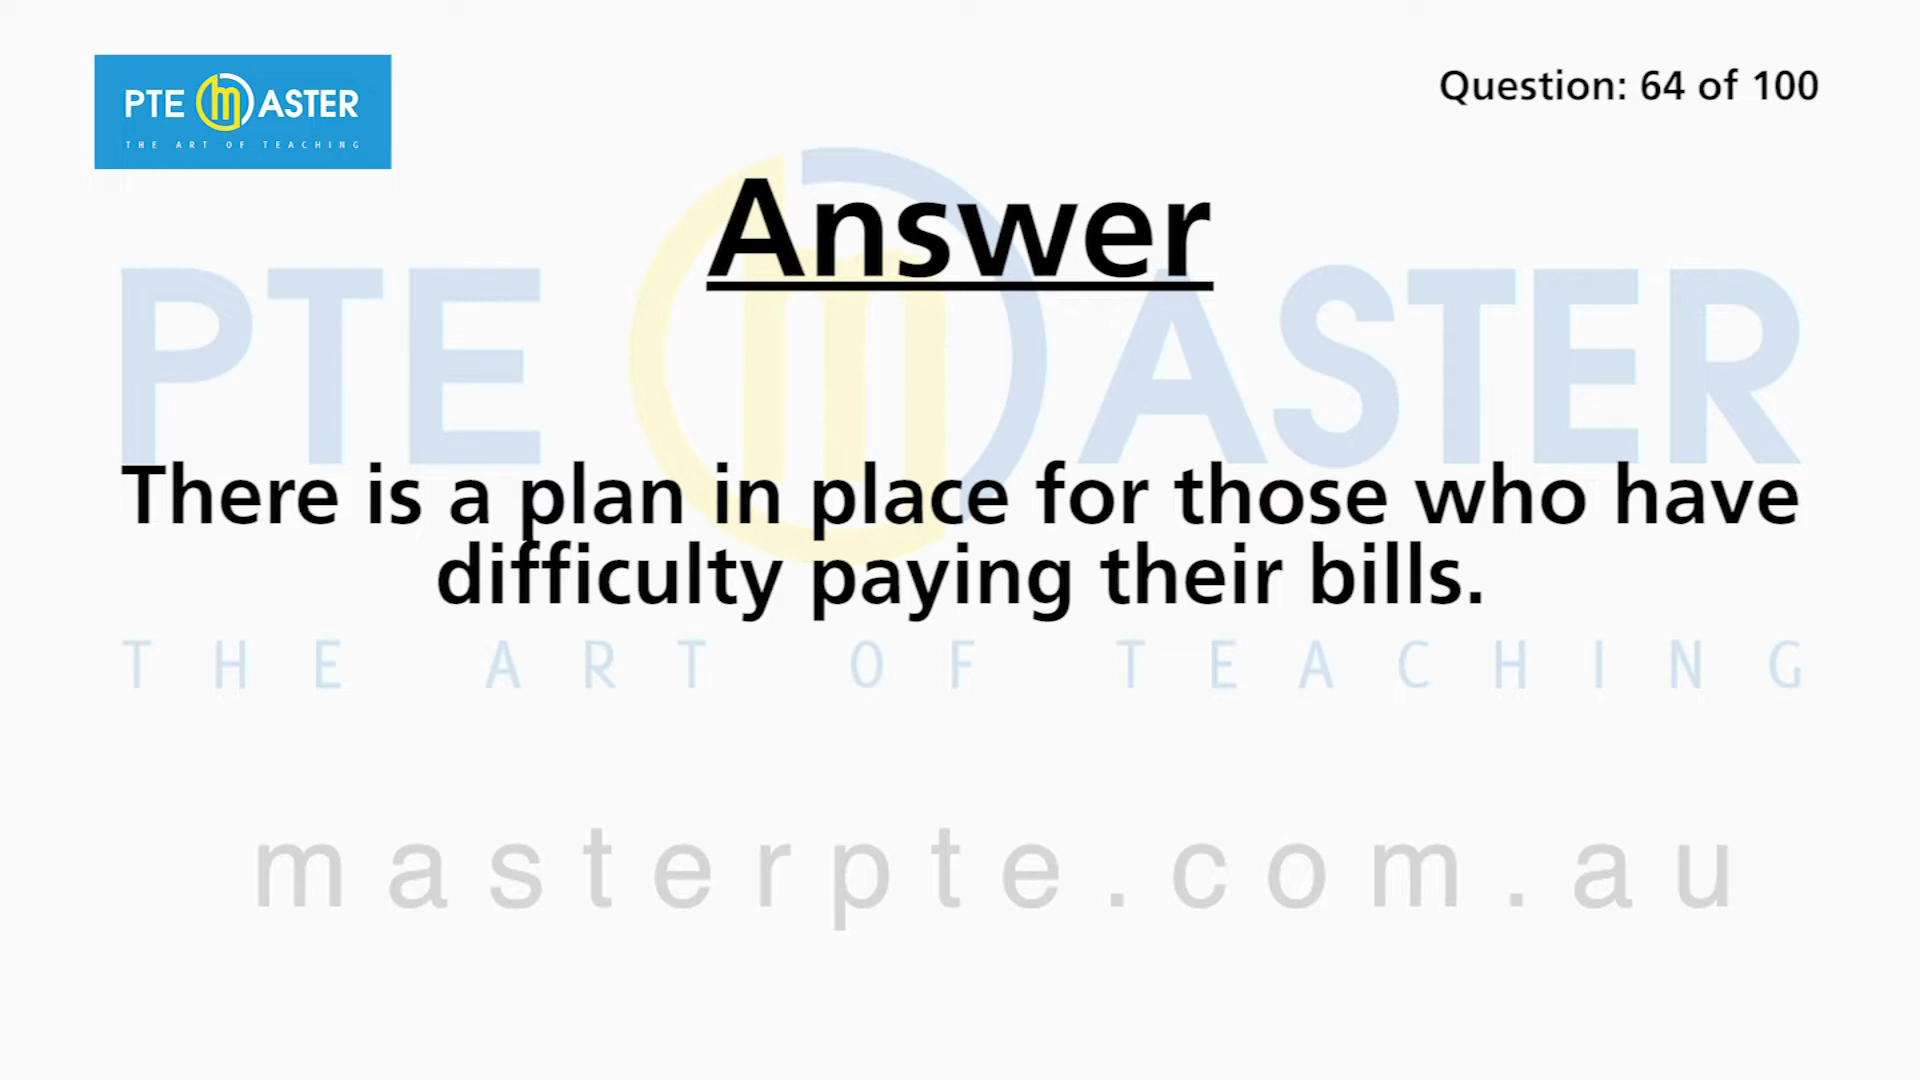 PTE MASTER
THE ART OF TEACHING
Question: 64 of 100
Answer
PTE MASTER
There is a plan in place for those who have
difficulty paying their bills.
THE ART OF TEACHING
masterpte.com.au